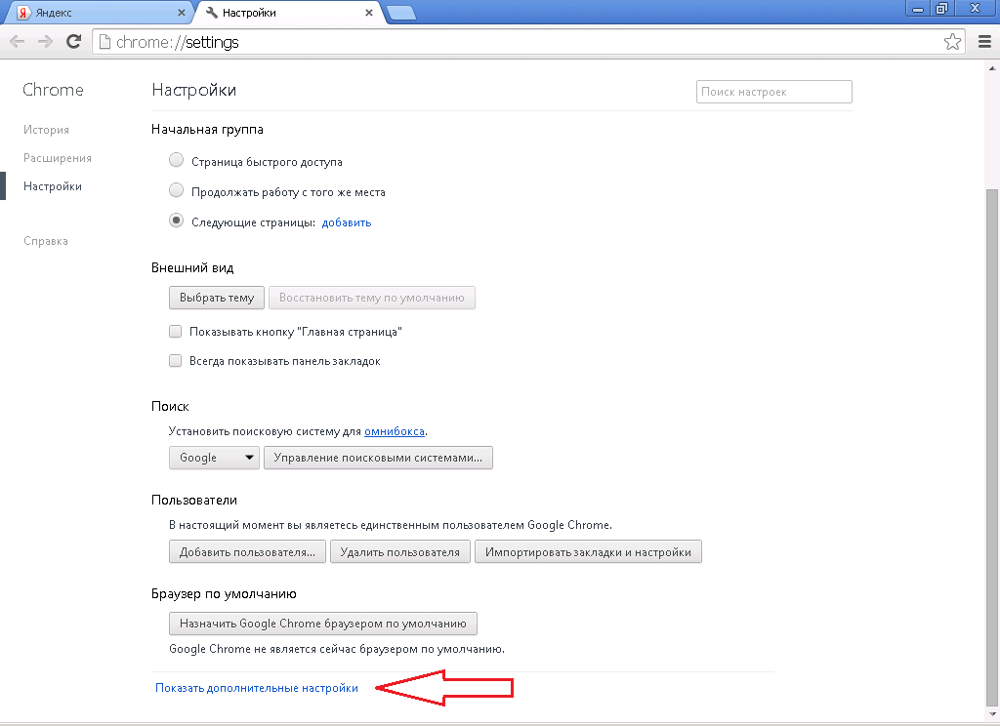 Яндекс
Настройки
chrome://settings
Chrome
Настройки
Поиск настроек
История
Расширения
Настройки
Справка
Начальная группа
Страница быстрого доступа
Продолжать работу с того же места
Следующие страницы: добавить
Внешний вид
Выбрать тему
Восстановить тему по умолчанию
Показывать кнопку "Главная страница"
Всегда показывать панель закладок
Поиск
Установить поисковую систему для омнибокса.
Google
Управление поисковыми системами...
Пользователи
В настоящий момент вы являетесь единственным пользователем Google Chrome.
Добавить пользователя...
Удалить пользователя
Импортировать закладки и настройки
Браузер по умолчанию
Назначить Google Chrome браузером по умолчанию
Google Chrome не является сейчас браузером по умолчанию.
Показать дополнительные настройки